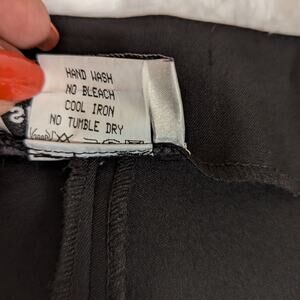 HAND WASH
NO BLEACH
COOL IRON
NO TUMBLE DRY